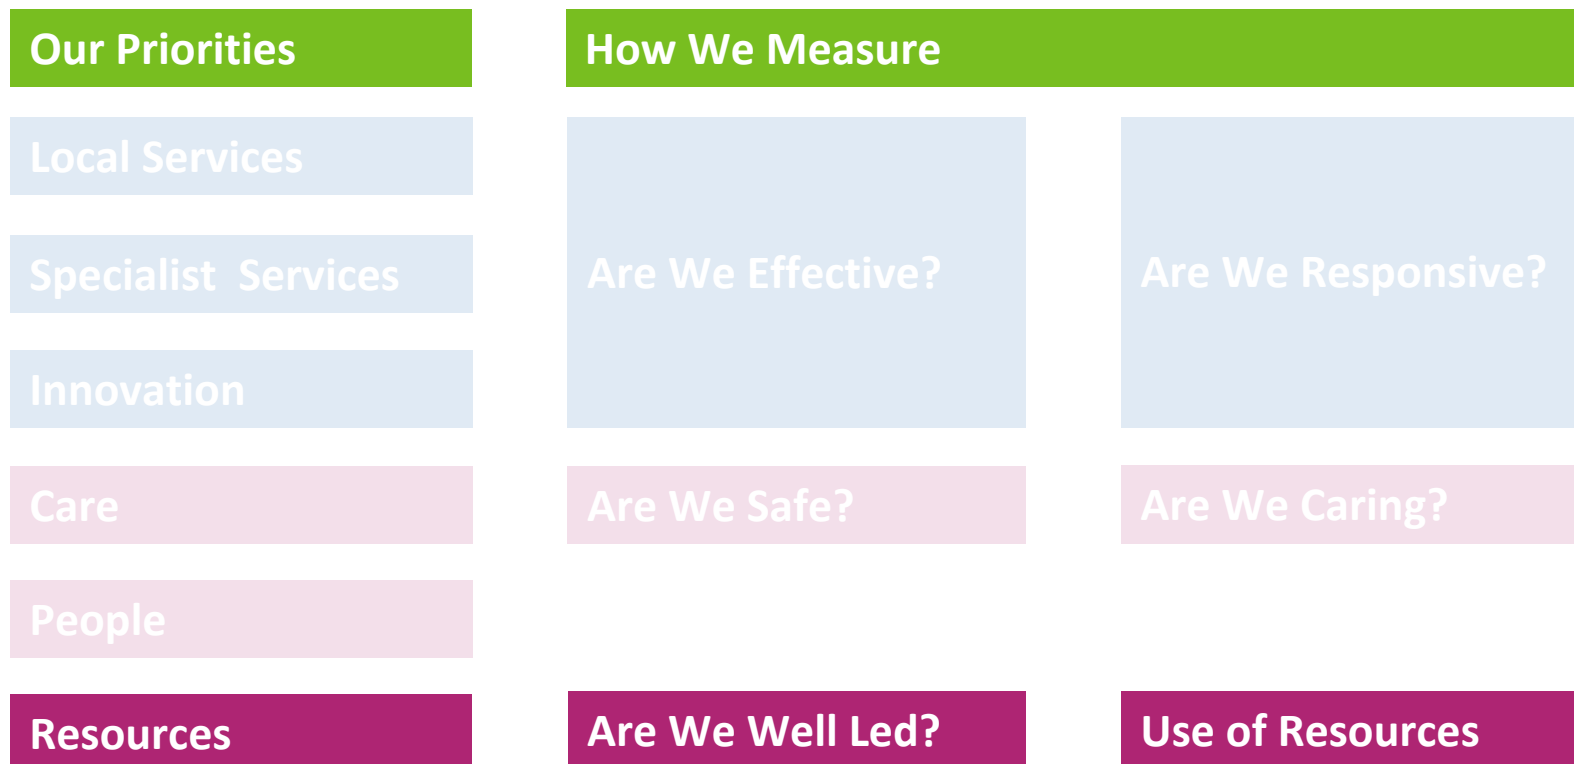 Our Priorities
How We Measure
Local Services
Specialist  Services
Are We Effective?
Are We Responsive?
Innovation
Care
Are We Safe?
Are We Caring?
People
Resources
Are We Well Led?
Use of Resources